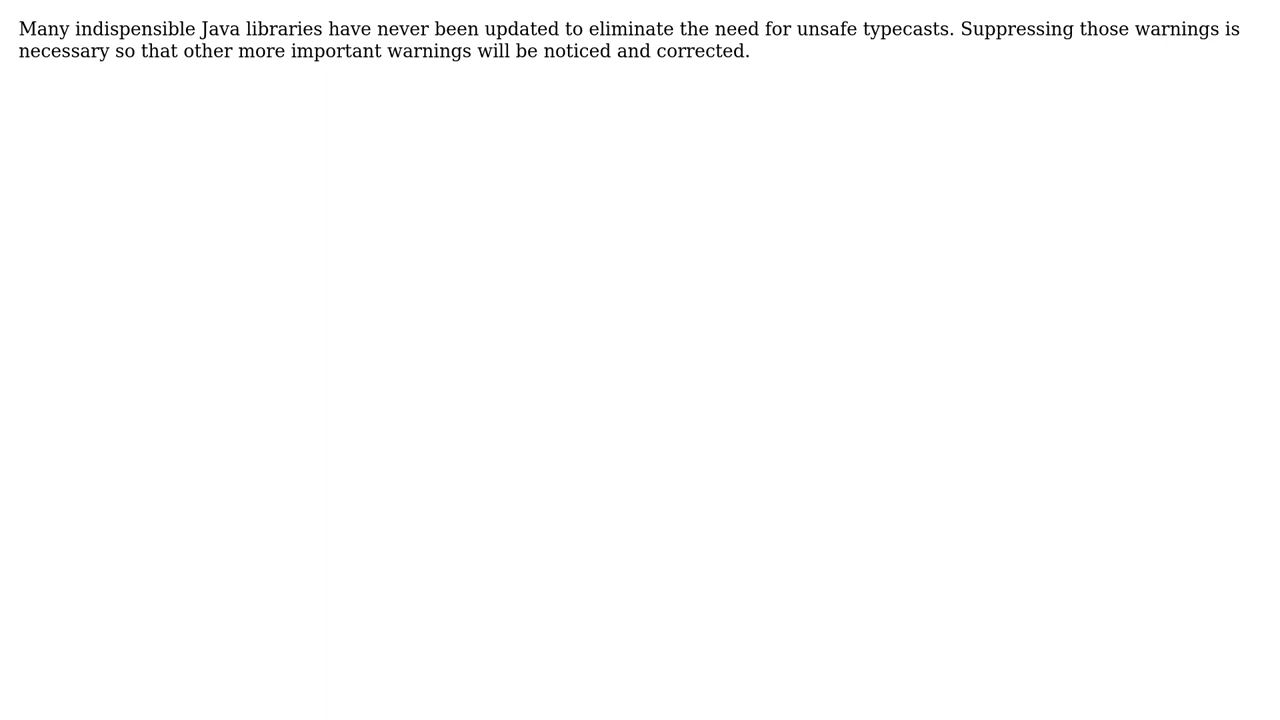 Many indispensible Java libraries have never been updated to eliminate the need for unsafe typecasts. Suppressing those warnings is
necessary so that other more important warnings will be noticed and corrected.